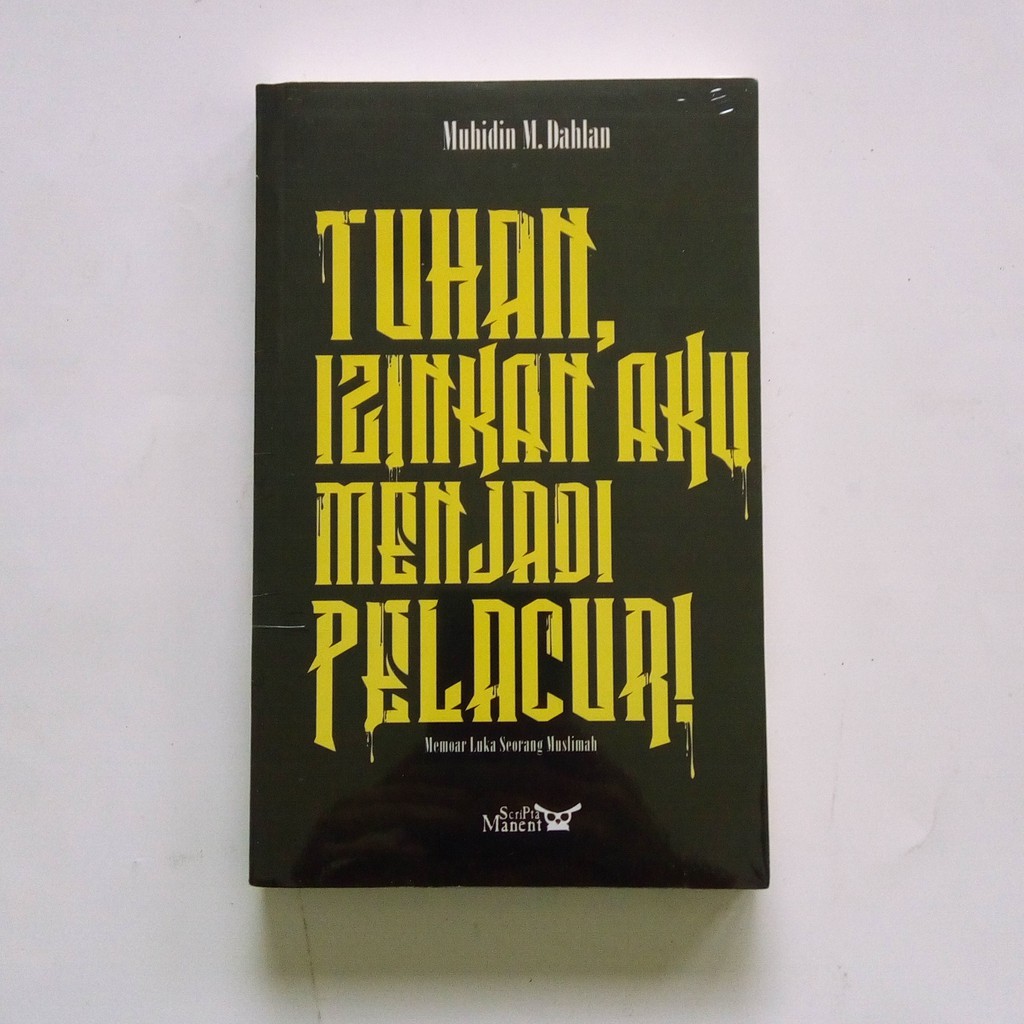 Muhidin M. Dahlan
TUHAN,
IZINKAN AKU
MENJADI
PELACUR!
Memoar Luka Seorang Muslimah
ScriPta
Manent